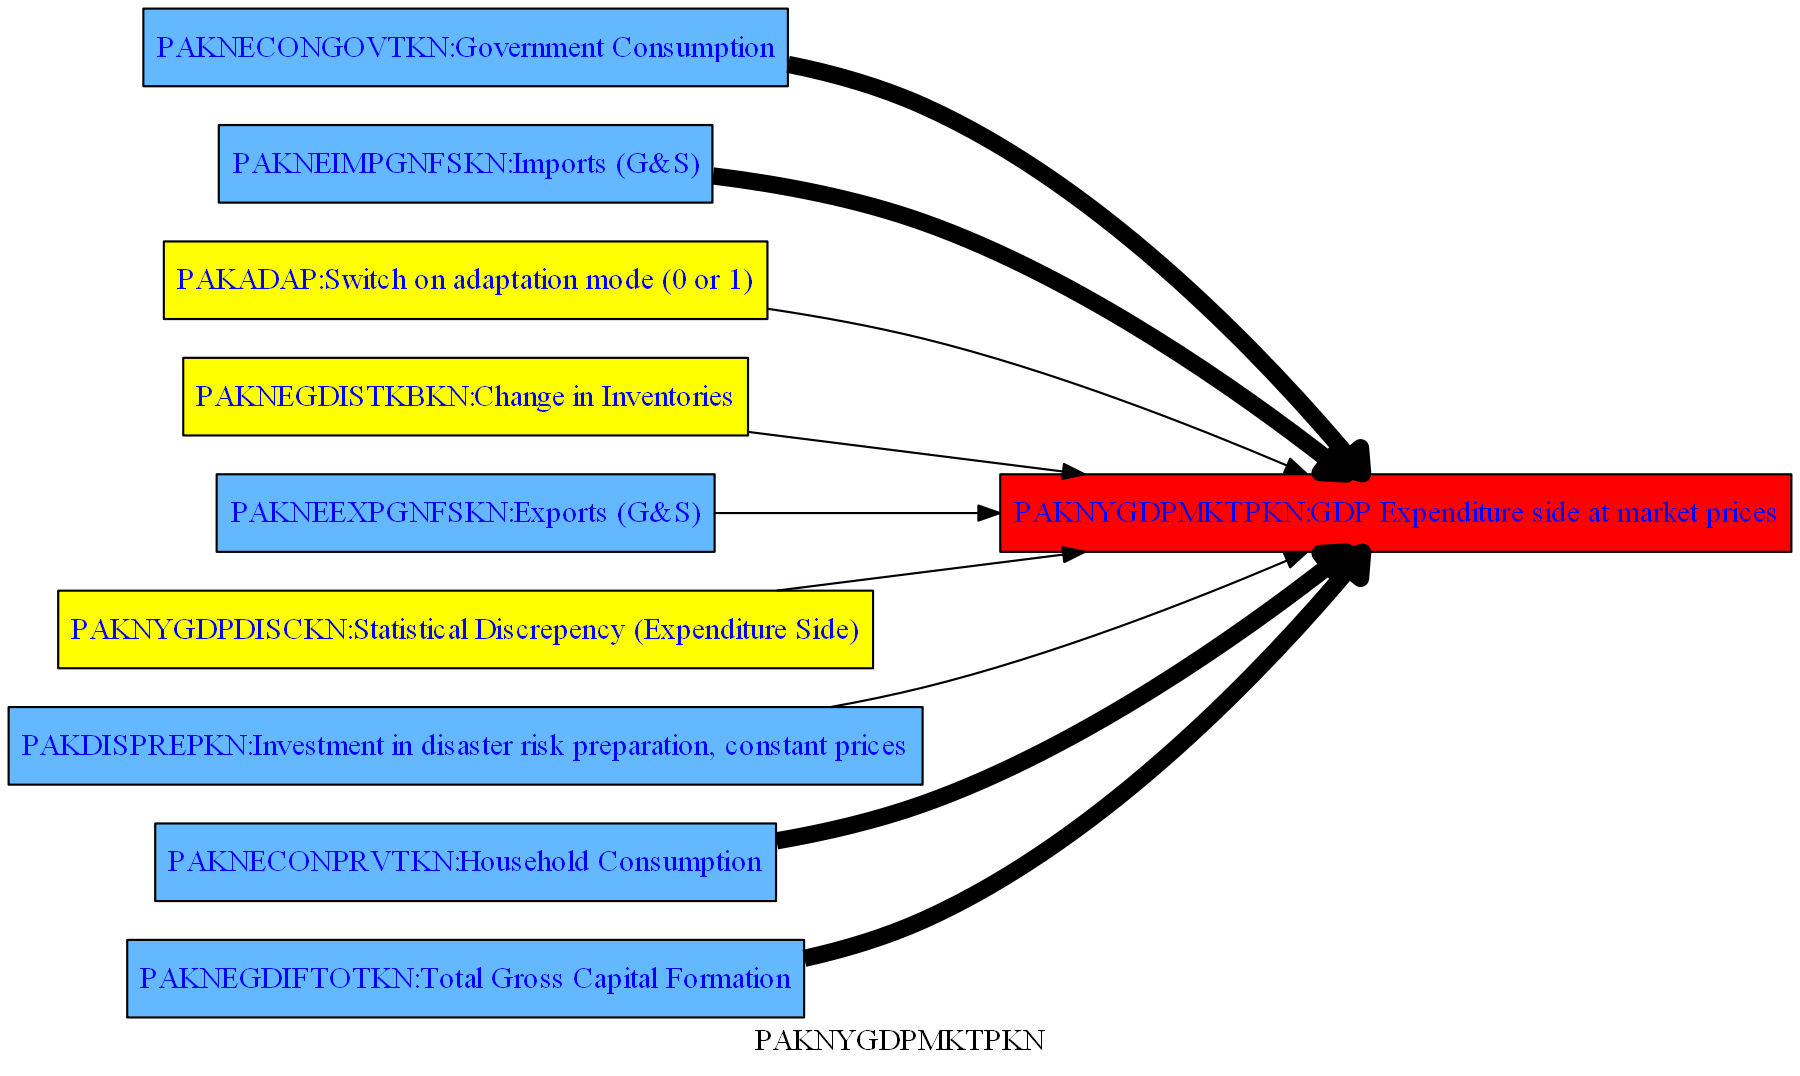 PAKNECONGOVTKN:Government Consumption
PAKNEIMPGNFSKN:Imports (G&S)
PAKADAP:Switch on adaptation mode (0 or 1)
PAKNEGDISTKBKN:Change in Inventories
PAKNEEXPGNFSKN:Exports (G&S)
PAKNYGDPMKTPKN:GDP Expenditure side at market prices
PAKNYGDPDISCKN:Statistical Discrepency (Expenditure Side)
PAKDISPREPKN:Investment in disaster risk preparation, constant prices
PAKNECONPRVTKN:Household Consumption
PAKNEGDIFTOTKN:Total Gross Capital Formation
PAKNYGDPMKTPKN